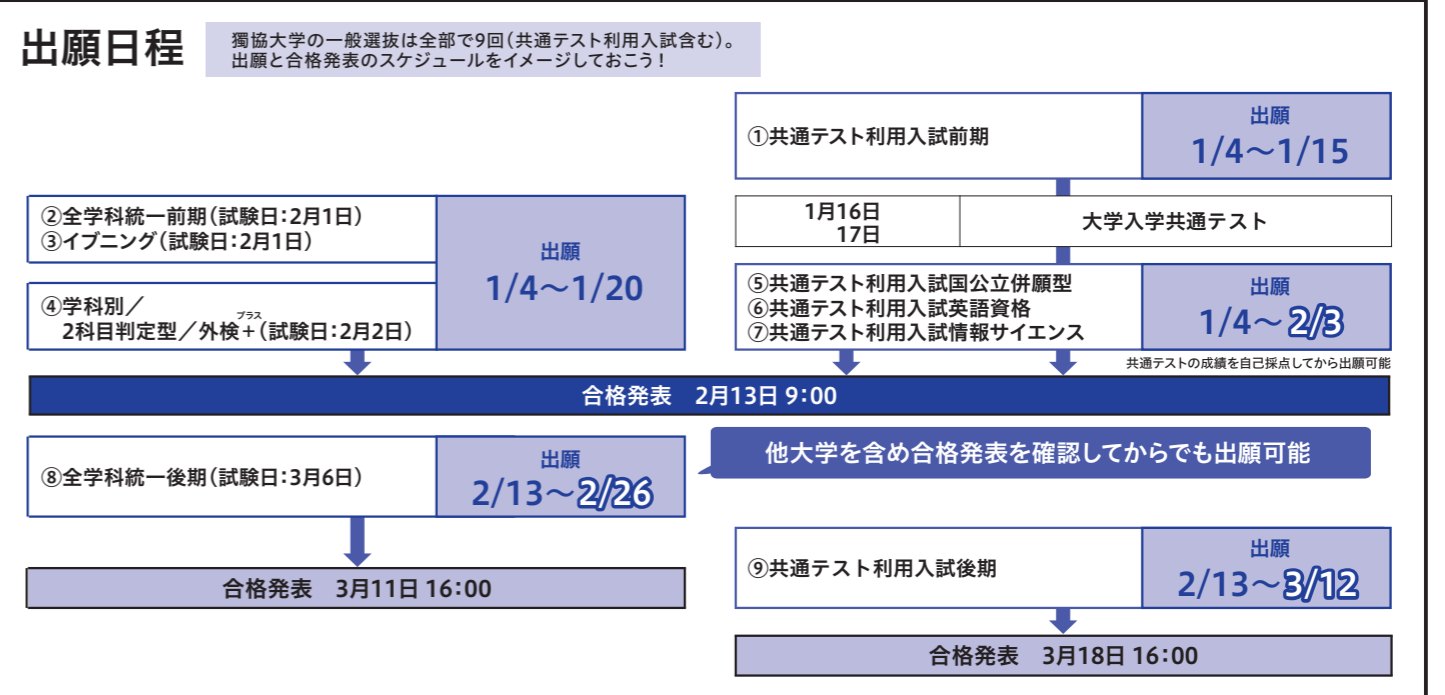 出願日程
獨協大学の一般選抜は全部で9回(共通テスト利用入試含む)。
出願と合格発表のスケジュールをイメージしておこう!
①共通テスト利用入試前期
出願
1/4～1/15
1月16日
17日
大学入学共通テスト
②全学科統一前期(試験日:2月1日)
③イブニング(試験日:2月1日)
④学科別/
プラス
2科目判定型/外検+(試験日:2月2日)
出願
1/4～1/20
⑤共通テスト利用入試国公立併願型
⑥共通テスト利用入試英語資格
⑦共通テスト利用入試情報サイエンス
出願
1/4～2/3
共通テストの成績を自己採点してから出願可能
合格発表 2月13日 9:00
⑧全学科統一後期(試験日:3月6日)
出願
2/13～2/26
他大学を含め合格発表を確認してからでも出願可能
合格発表 3月11日 16:00
⑨共通テスト利用入試後期
出願
2/13～3/12
合格発表 3月18日 16:00